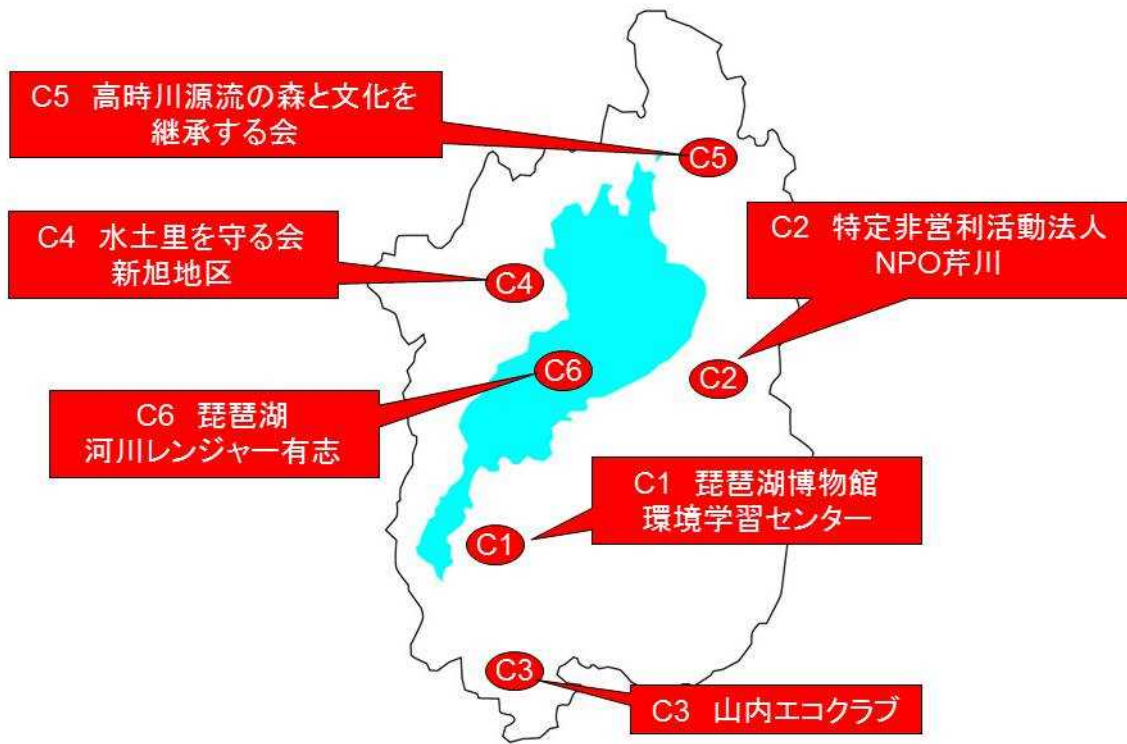 C5 高時川源流の森と文化を
継承する会
C5
C4 水土里を守る会
新旭地区
C4
C2 特定非営利活動法人
NPO芹川
C2
C6 琵琶湖
河川レンジャー有志
C6
C1 琵琶湖博物館
環境学習センター
C1
C3
C3 山内エコクラブ